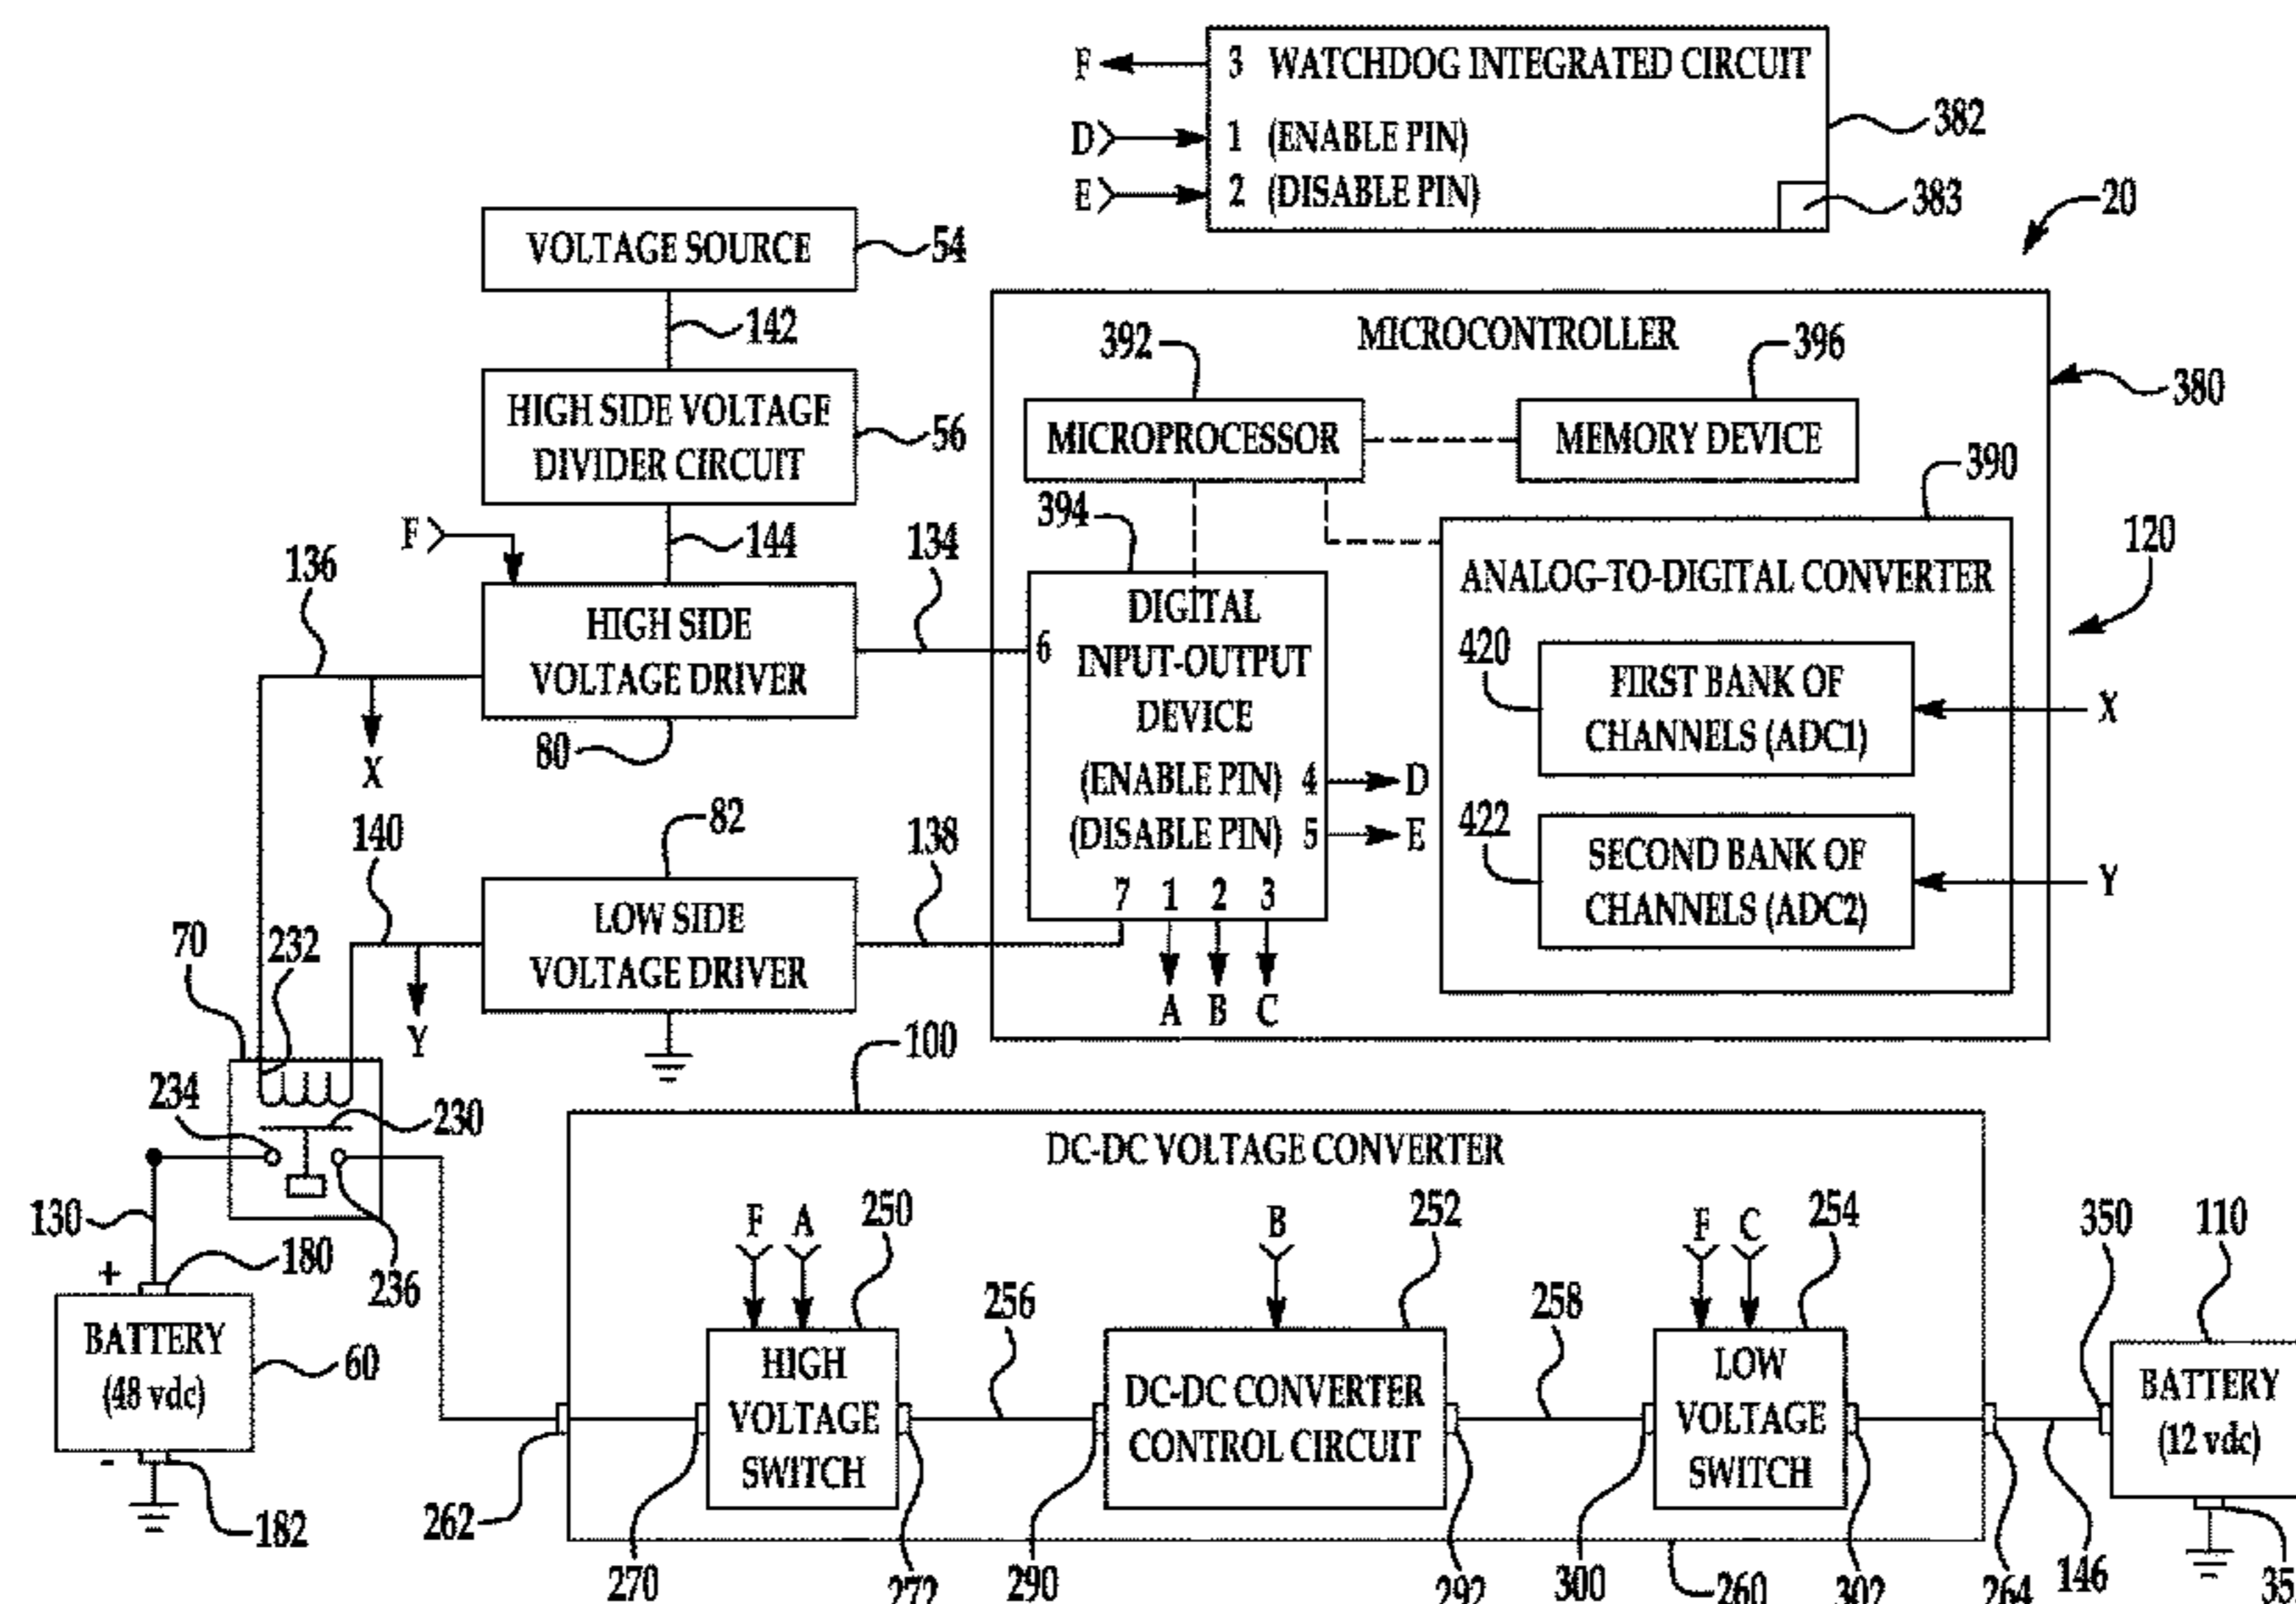 F
3 WATCHDOG INTEGRATED CIRCUIT
D
1 (ENABLE PIN)
382
E
2 (DISABLE PIN)
383
20
VOLTAGE SOURCE
54
142
HIGH SIDE VOLTAGE
DIVIDER CIRCUIT
56
144
F
136
HIGH SIDE
VOLTAGE DRIVER
80
134
X
140
82
LOW SIDE
VOLTAGE DRIVER
138
Y
MICROCONTROLLER
380
392
MICROPROCESSOR
396
MEMORY DEVICE
394
6
DIGITAL
INPUT-OUTPUT
DEVICE
(ENABLE PIN) 4
D
(DISABLE PIN) 5
E
7 1 2 3
A B C
390
ANALOG-TO-DIGITAL CONVERTER
120
420
FIRST BANK OF
CHANNELS (ADC1)
X
422
SECOND BANK OF
CHANNELS (ADC2)
Y
70
232
234
230
236
130
+
180
BATTERY
(48 vdc)
60
-
182
100
DC-DC VOLTAGE CONVERTER
F A
250
HIGH
VOLTAGE
SWITCH
256
B
252
DC-DC CONVERTER
CONTROL CIRCUIT
258
F C
254
LOW
VOLTAGE
SWITCH
350
110
BATTERY
(12 vdc)
262
270
272
290
292
300
260
302
264
146